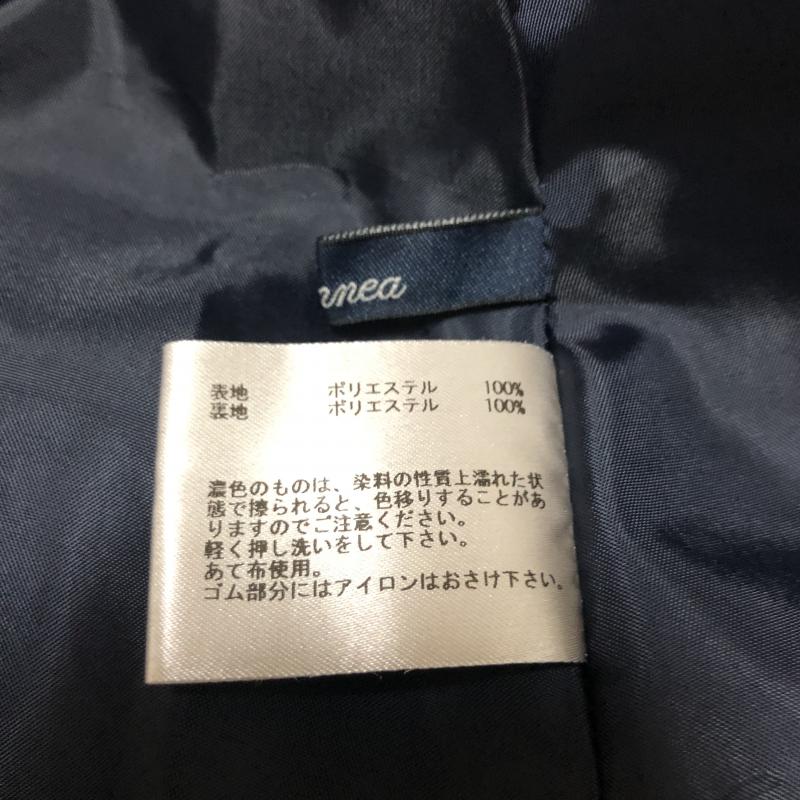 unea
表地 ポリエステル 100%
裏地 ポリエステル 100%
濃色のものは、染料の性質上濡れた状
態で擦られると、色移りすることがあ
りますのでご注意ください。
軽く押し洗いをして下さい。
あて布使用。
ゴム部分にはアイロンはおさけ下さい。